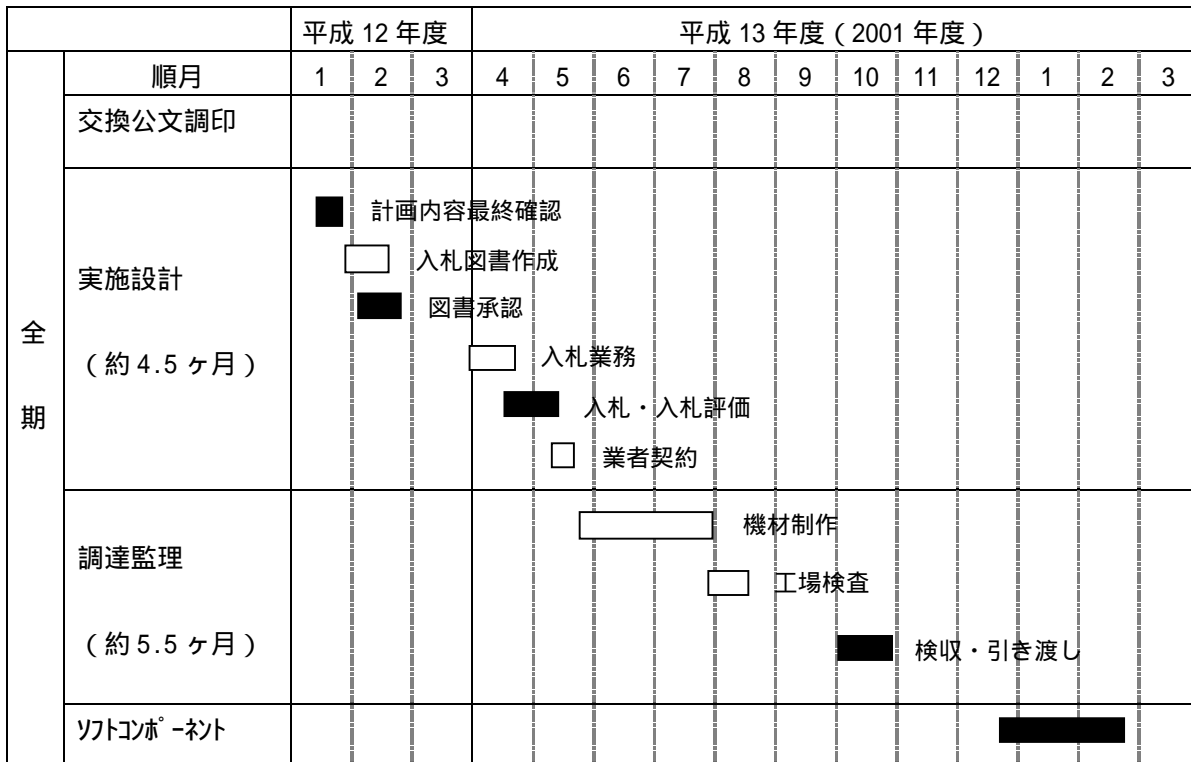 平成 12 年度 平成 13 年度（2001 年度）
順月 1 2 3 4 5 6 7 8 9 10 11 12 1 2 3
全期
交換公文調印
実施設計
（約 4.5 ヶ月）
計画内容最終確認
入札図書作成
図書承認
入札業務
入札・入札評価
業者契約
調達監理
（約 5.5 ヶ月）
機材制作
工場検査
検収・引き渡し
ｿﾌﾄｺﾝﾎﾟｰﾈﾝﾄ